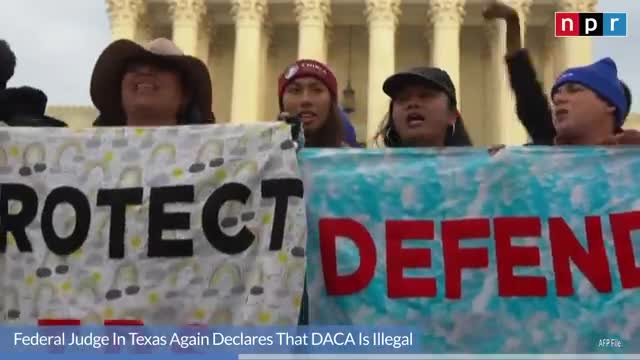 npr
ROTECT
DEFEND
Federal Judge In Texas Again Declares That DACA Is Illegal
AFP File